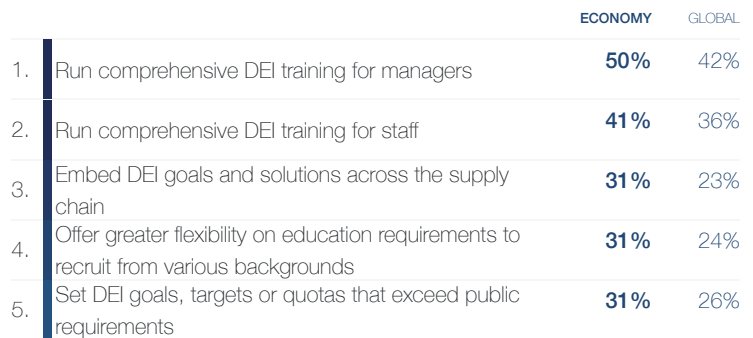 ECONOMY GLOBAL
1. Run comprehensive DEI training for managers 50% 42%
2. Run comprehensive DEI training for staff 41% 36%
3. Embed DEI goals and solutions across the supply
chain 31% 23%
4. Offer greater flexibility on education requirements to
recruit from various backgrounds 31% 24%
5. Set DEI goals, targets or quotas that exceed public
requirements 31% 26%